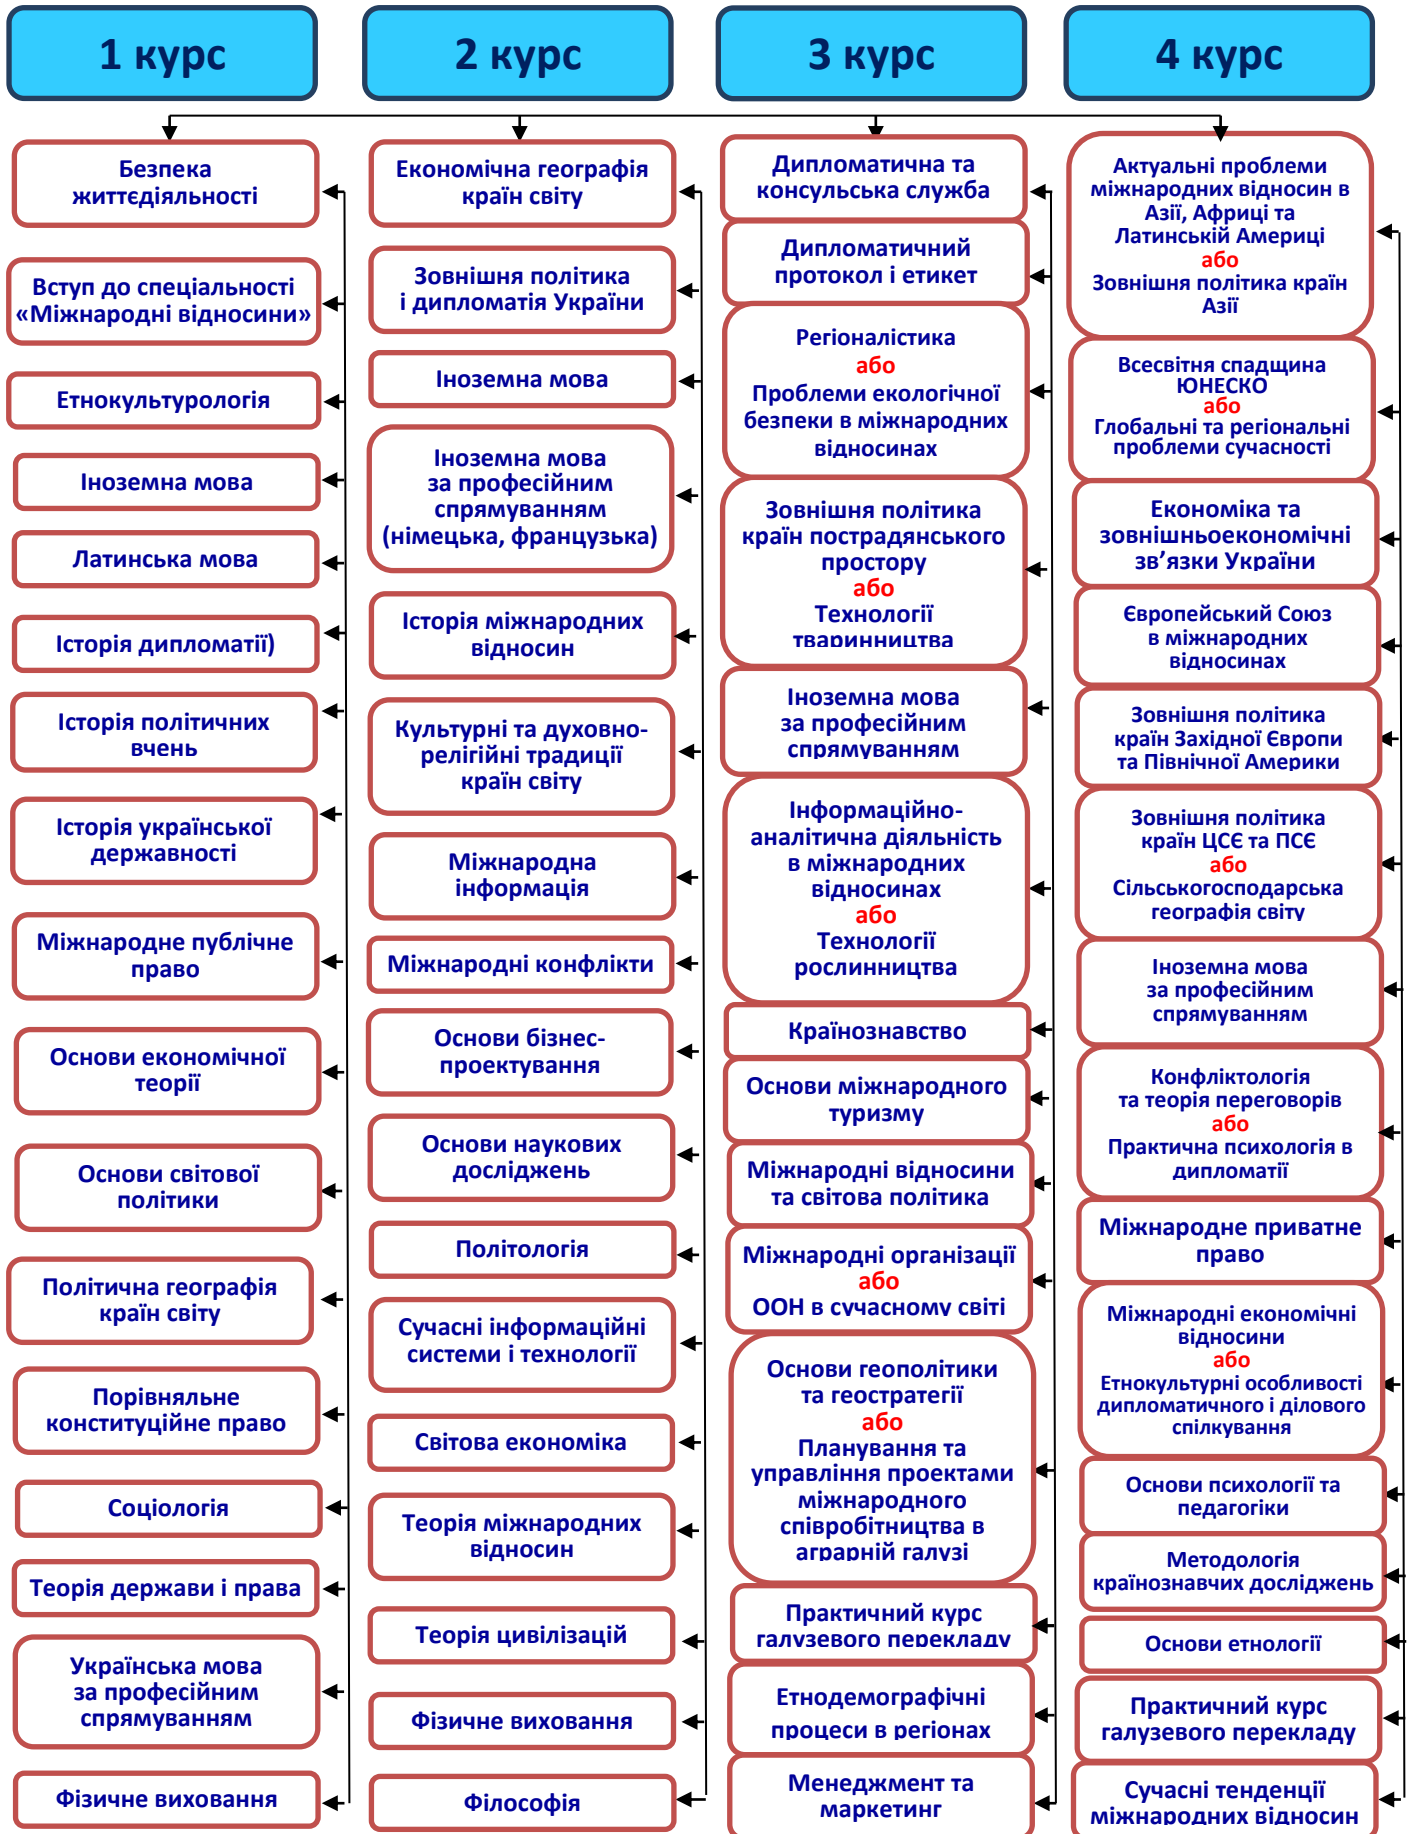 1 курс
2 курс
3 курс
4 курс
Безпека
життєдіяльності
Вступ до спеціальності
«Міжнародні відносини»
Етнокультурологія
Іноземна мова
Латинська мова
Історія дипломатії)
Історія політичних
вчень
Історія української
державності
Міжнародне публічне
право
Основи економічної
теорії
Основи світової
політики
Політична географія
країн світу
Порівняльне
конституційне право
Соціологія
Теорія держави і права
Українська мова
за професійним
спрямуванням
Фізичне виховання
Економічна географія
країн світу
Зовнішня політика
і дипломатія України
Іноземна мова
Іноземна мова
за професійним
спрямуванням
(німецька, французька)
Історія міжнародних
відносин
Культурні та духовно-
релігійні традиції
країн світу
Міжнародна
інформація
Міжнародні конфлікти
Основи бізнес-
проектування
Основи наукових
досліджень
Політологія
Сучасні інформаційні
системи і технології
Світова економіка
Теорія міжнародних
відносин
Теорія цивілізацій
Фізичне виховання
Філософія
Дипломатична та
консульська служба
Дипломатичний
протокол і етикет
Регіоналістика
або
Проблеми екологічної
безпеки в міжнародних
відносинах
Зовнішня політика
країн пострадянського
простору
або
Технології
тваринництва
Іноземна мова
за професійним
спрямуванням
Інформаційно-
аналітична діяльність
в міжнародних
відносинах
або
Технології
рослинництва
Країнознавство
Основи міжнародного
туризму
Міжнародні відносини
та світова політика
Міжнародні організації
або
ООН в сучасному світі
Основи геополітики
та геостратегії
або
Планування та
управління проектами
міжнародного
співробітництва в
аграрній галузі
Практичний курс
галузевого перекладу
Етнодемографічні
процеси в регіонах
Менеджмент та
маркетинг
Актуальні проблеми
міжнародних відносин в
Азії, Африці та
Латинській Америці
або
Зовнішня політика країн
Азії
Всесвітня спадщина
ЮНЕСКО
або
Глобальні та регіональні
проблеми сучасності
Економіка та
зовнішньоекономічні
зв’язки України
Європейський Союз
в міжнародних
відносинах
Зовнішня політика
країн Західної Європи
та Північної Америки
Зовнішня політика
країн ЦСЄ та ПСЄ
або
Сільськогосподарська
географія світу
Іноземна мова
за професійним
спрямуванням
Конфліктологія
та теорія переговорів
або
Практична психологія в
дипломатії
Міжнародне приватне
право
Міжнародні економічні
відносини
або
Етнокультурні особливості
дипломатичного і ділового
спілкування
Основи психології та
педагогіки
Методологія
країнознавчих досліджень
Основи етнології
Практичний курс
галузевого перекладу
Сучасні тенденції
міжнародних відносин